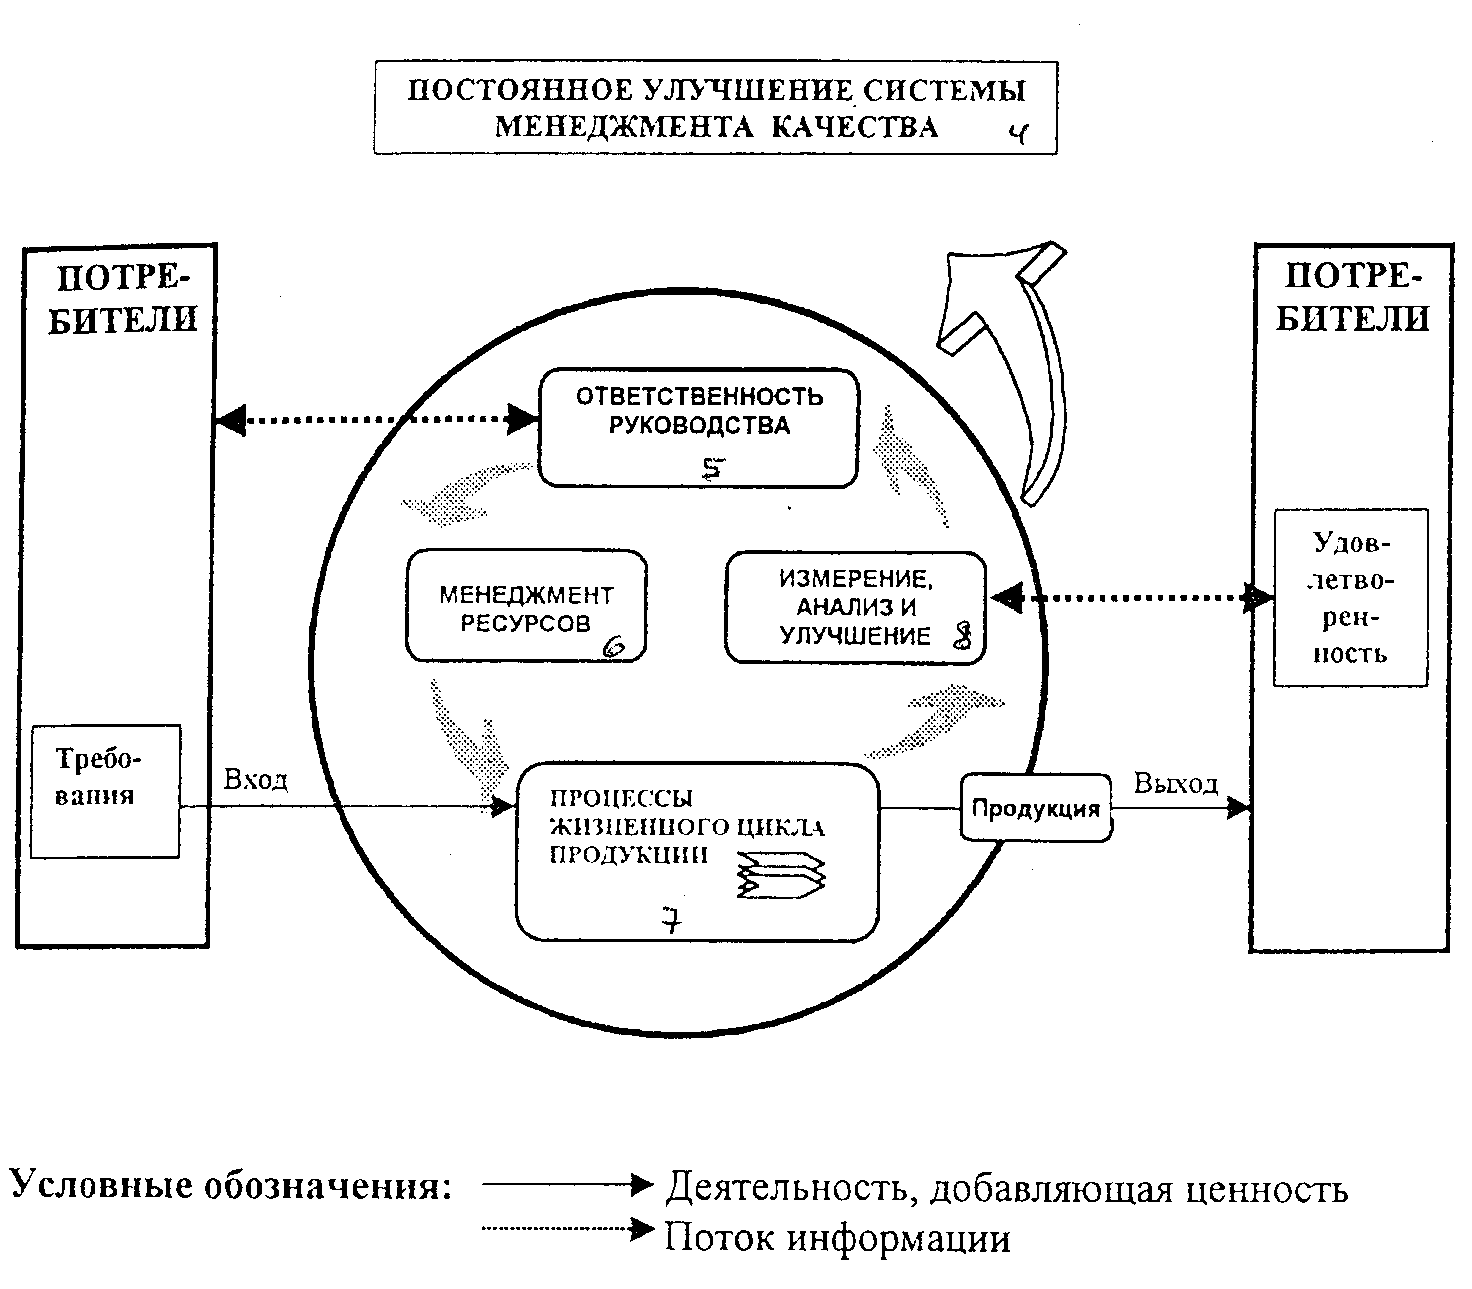 ПОСТОЯННОЕ УЛУЧШЕНИЕ СИСТЕМЫ
МЕНЕДЖМЕНТА КАЧЕСТВА 4
ПОТРЕ-
БИТЕЛИ
ПОТРЕ-
БИТЕЛИ
ОТВЕТСТВЕННОСТЬ
РУКОВОДСТВА
5
МЕНЕДЖМЕНТ
РЕСУРСОВ
6
ИЗМЕРЕНИЕ,
АНАЛИЗ И
УЛУЧШЕНИЕ 8
Удов-
летво-
рен-
ность
Требо-
вания
Вход
ПРОЦЕССЫ
ЖИЗНЕННОГО ЦИКЛА
ПРОДУКЦИИ
7
Продукция
Выход
Условные обозначения:
Деятельность, добавляющая ценность
Поток информации